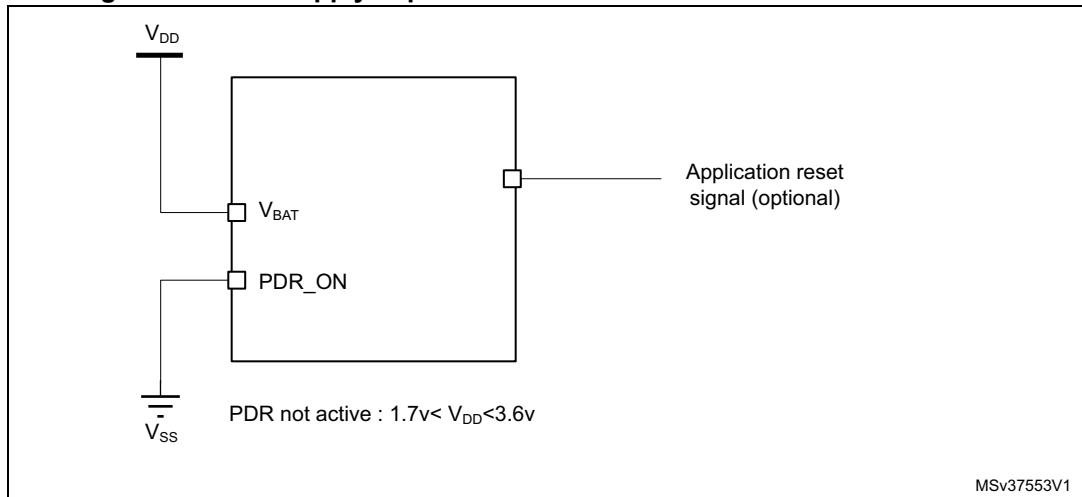 VDD
Application reset
signal (optional)
VBAT
PDR_ON
PDR not active : 1.7v< VDD<3.6v
VSS
MSv37553V1